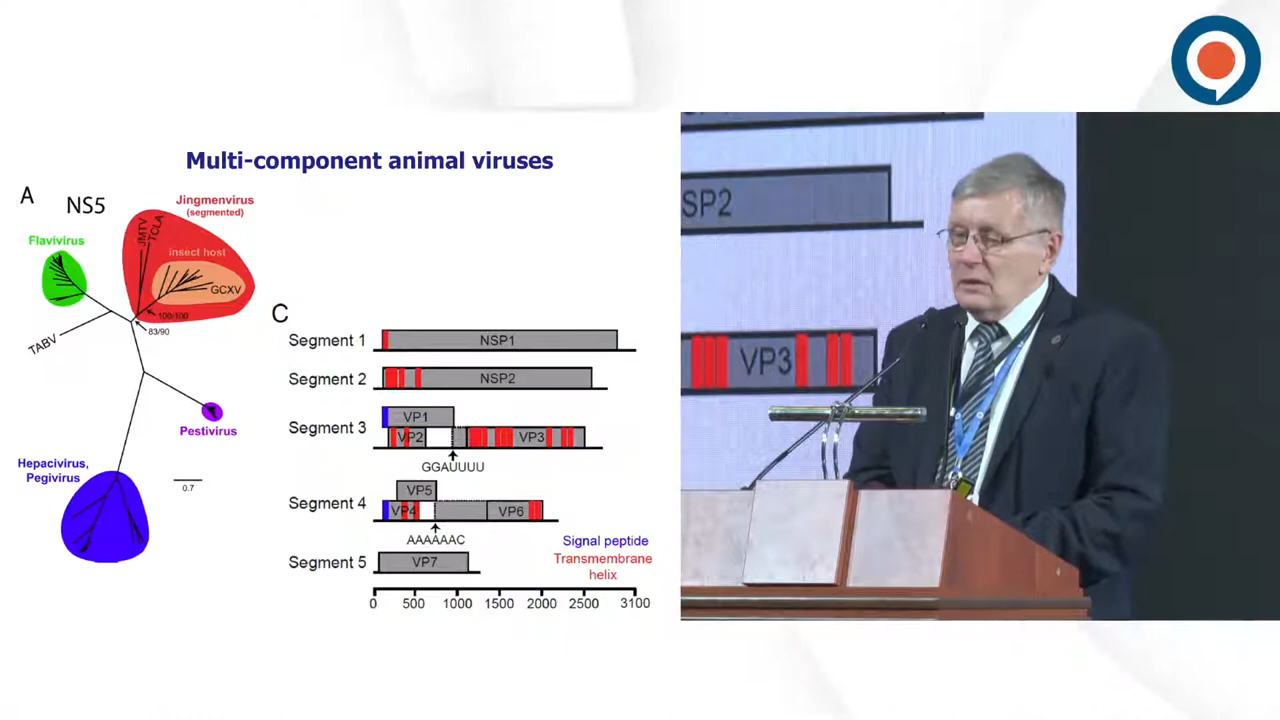 Multi-component animal viruses
A
NS5
Jingmenvirus
(segmented)
Flavivirus
JMTV
TCLA
insect host
GCXV
100/100
83/90
TABV
Pestivirus
Hepacivirus,
Pegivirus
0.7
C
Segment 1
NSP1
Segment 2
NSP2
Segment 3
VP1
VP2
VP3
GGAUUUU
Segment 4
VP5
VP4
VP6
AAAAAAC
Signal peptide
Transmembrane
helix
Segment 5
VP7
0 500 1000 1500 2000 2500 3100
SP2
VP3